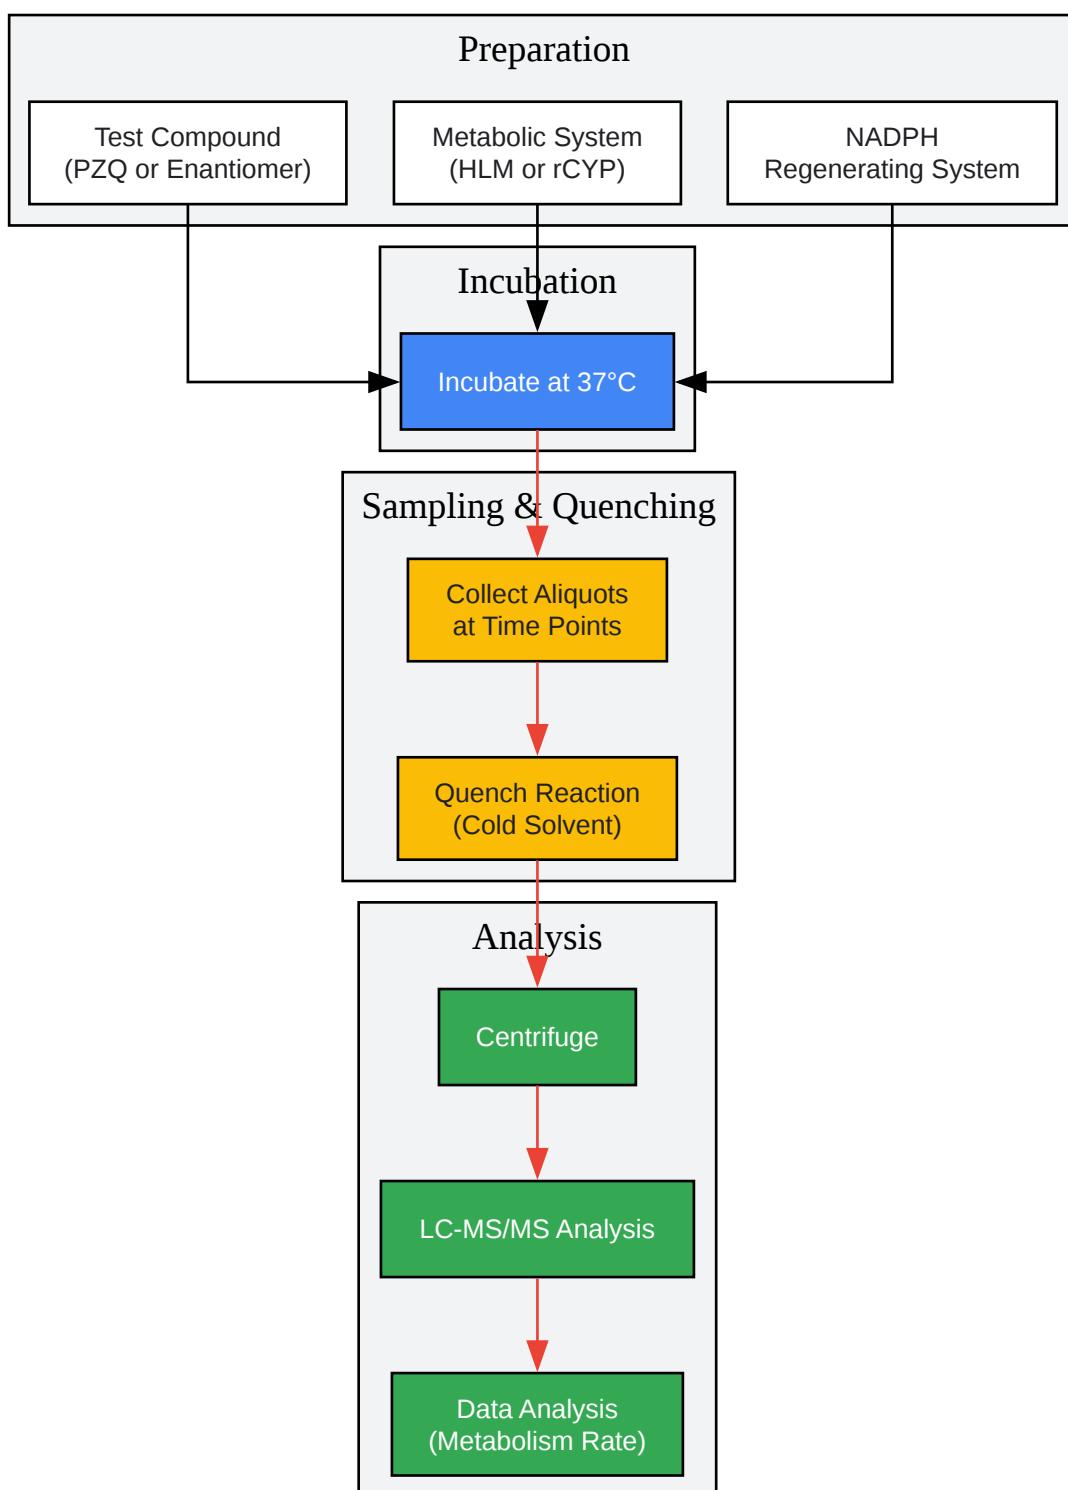 Preparation
Test Compound
(PZQ or Enantiomer)
Metabolic System
(HLM or rCYP)
NADPH
Regenerating System
Incubation
Incubate at 37°C
Sampling & Quenching
Collect Aliquots
at Time Points
Quench Reaction
(Cold Solvent)
Analysis
Centrifuge
LC-MS/MS Analysis
Data Analysis
(Metabolism Rate)